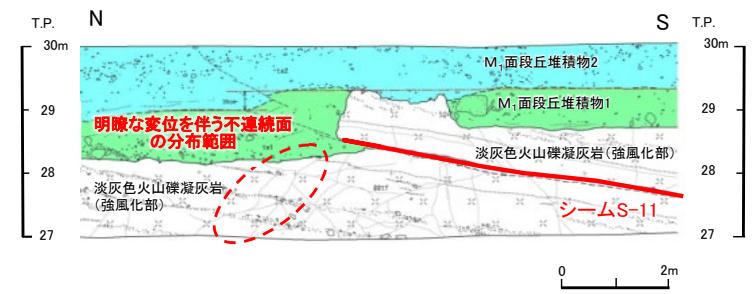 T.P.
N
S
T.P.
30m
30m
M₁面段丘堆積物2
29
M₁面段丘堆積物1
29
明瞭な変位を伴う不連続面
の分布範囲
淡灰色火山礫凝灰岩(強風化部)
28
28
淡灰色火山礫凝灰岩
(強風化部)
シームS-11
27
27
0
2m